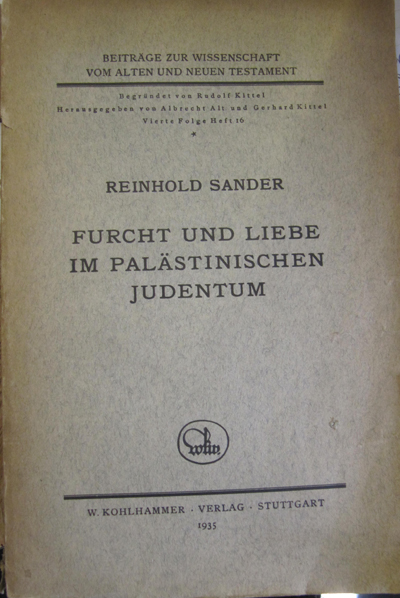 BEITRÄGE ZUR WISSENSCHAFT
VOM ALTEN UND NEUEN TESTAMENT
Begründet von Rudolf Kittel
Herausgegeben von Albrecht Alt und Gerhard Kittel
Vierte Folge Heft 16
*
REINHOLD SANDER
FURCHT UND LIEBE
IM PALÄSTINISCHEN
JUDENTUM
W. KOHLHAMMER · VERLAG · STUTTGART
1935